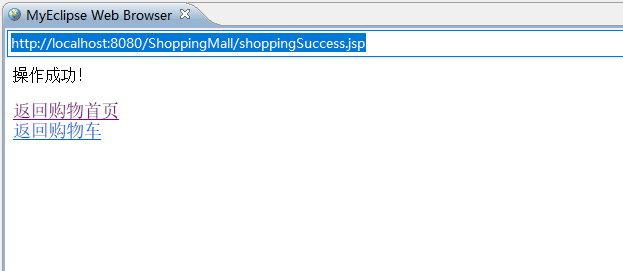 MyEclipse Web Browser
http://localhost:8080/ShoppingMall/shoppingSuccess.jsp
操作成功!
返回购物首页
返回购物车